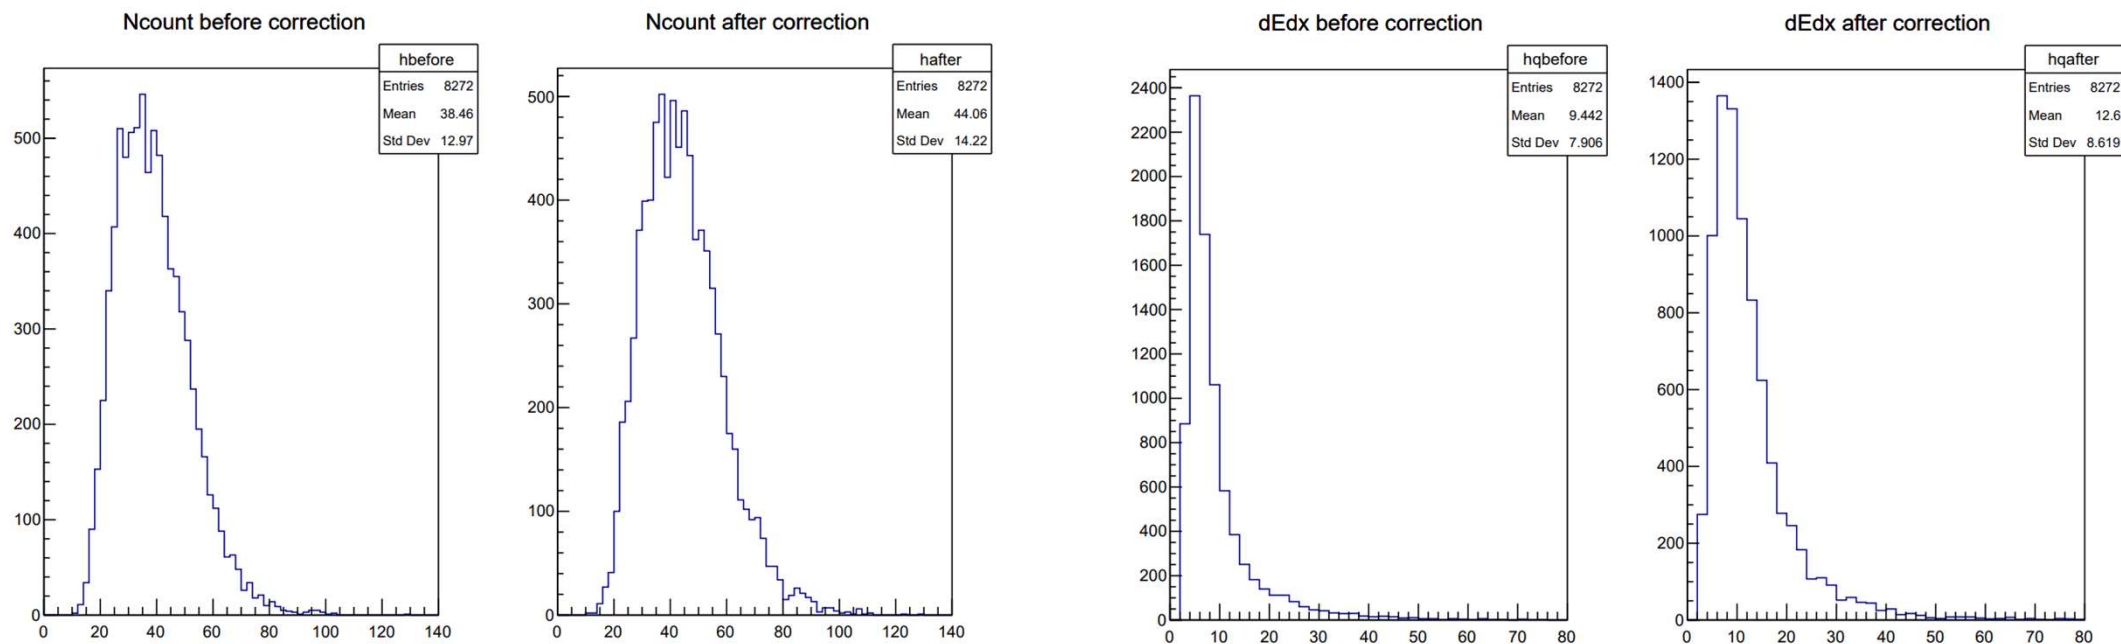 Ncount before correction
hbefore
Entries 8272
Mean 38.46
Std Dev 12.97
500
400
300
200
100
0
0 20 40 60 80 100 120 140
Ncount after correction
hafter
Entries 8272
Mean 44.06
Std Dev 14.22
500
400
300
200
100
0
0 20 40 60 80 100 120 140
dEdx before correction
hqbefore
Entries 8272
Mean 9.442
Std Dev 7.906
2400
2200
2000
1800
1600
1400
1200
1000
800
600
400
200
0
0 10 20 30 40 50 60 70 80
dEdx after correction
hqafter
Entries 8272
Mean 12.6
Std Dev 8.619
1400
1200
1000
800
600
400
200
0
0 10 20 30 40 50 60 70 80